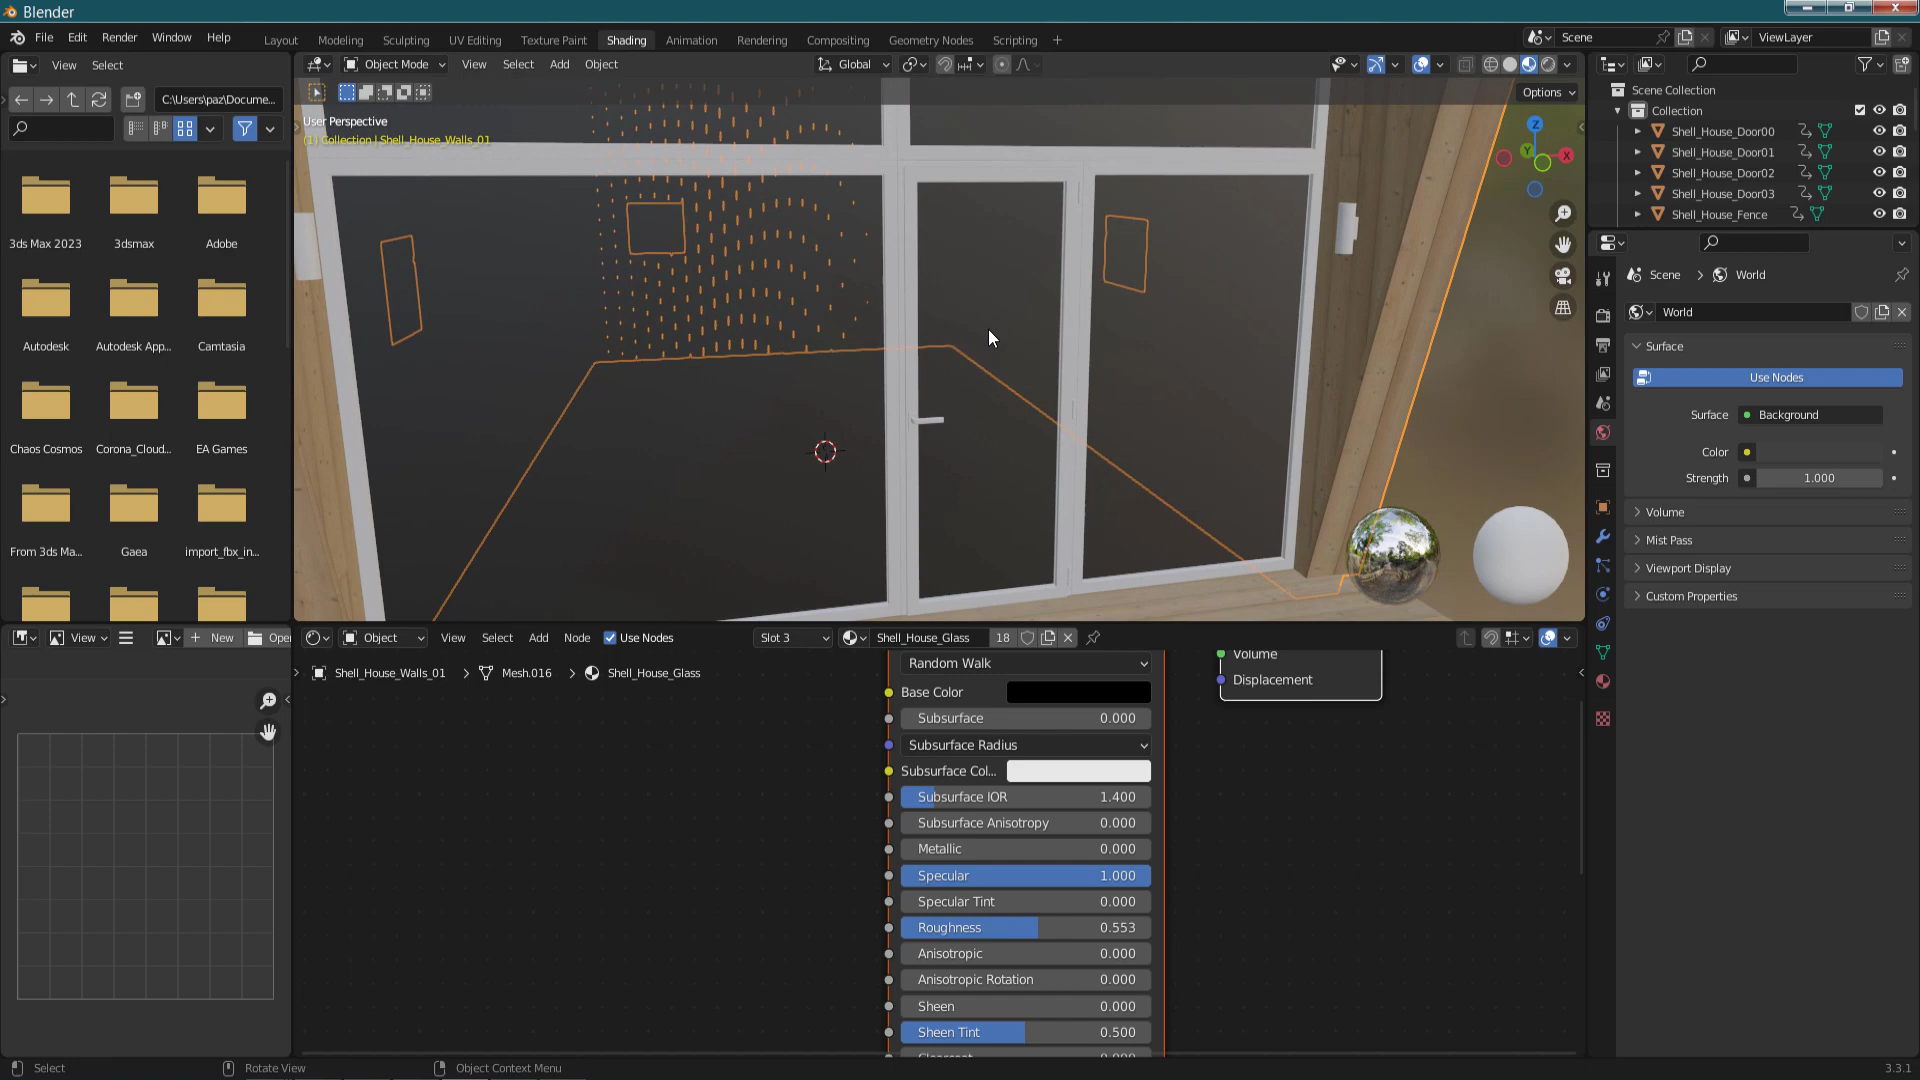 Blender
File Edit Render Window Help
Layout Modeling Sculpting UV Editing Texture Paint Shading Animation Rendering Compositing Geometry Nodes Scripting +
Scene
ViewLayer
View Select
Object Mode View Select Add Object
Global
C:\Users\paz\Docume...
Options
User Perspective
(1) Collection | Shell_House_Walls_01
Z
Y
X
Scene Collection
Collection
Shell_House_Door00
Shell_House_Door01
Shell_House_Door02
Shell_House_Door03
Shell_House_Fence
Scene > World
World
Surface
Use Nodes
Surface Background
Color
Strength 1.000
Volume
Mist Pass
Viewport Display
Custom Properties
3ds Max 2023 3dsmax Adobe
Autodesk Autodesk App... Camtasia
Chaos Cosmos Corona_Cloud... EA Games
From 3ds Ma... Gaea import_fbx_in...
View New Open
Object View Select Add Node Use Nodes Slot 3 Shell_House_Glass 18
Shell_House_Walls_01 > Mesh.016 > Shell_House_Glass
Random Walk
Base Color
Subsurface 0.000
Subsurface Radius
Subsurface Col...
Subsurface IOR 1.400
Subsurface Anisotropy 0.000
Metallic 0.000
Specular 1.000
Specular Tint 0.000
Roughness 0.553
Anisotropic 0.000
Anisotropic Rotation 0.000
Sheen 0.000
Sheen Tint 0.500
Clearcoat 0.000
Volume
Displacement
Select Rotate View Object Context Menu
3.3.1